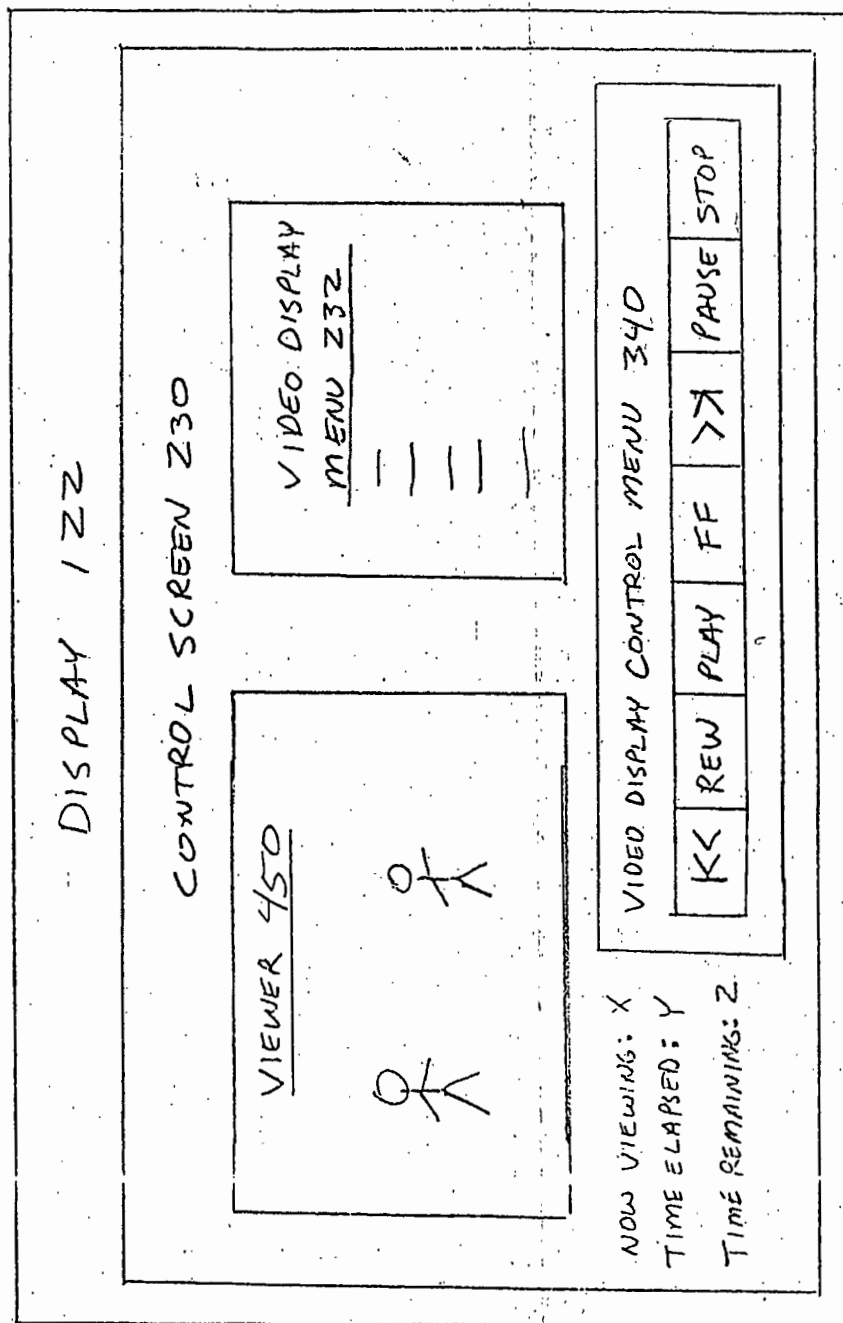 DISPLAY 122
CONTROL SCREEN 230
VIEWER 450
VIDEO DISPLAY
MENU 232
NOW VIEWING: X
TIME ELAPSED: Y
TIME REMAINING: Z
VIDEO DISPLAY CONTROL MENU 340
K< REW PLAY FF >K PAUSE STOP